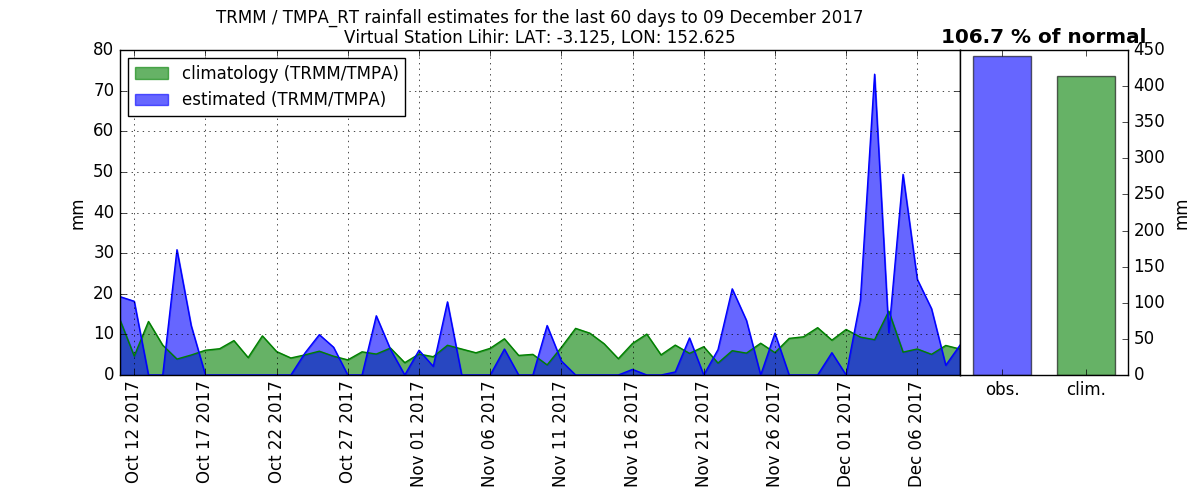 TRMM / TMPA_RT rainfall estimates for the last 60 days to 09 December 2017
Virtual Station Lihir: LAT: -3.125, LON: 152.625
106.7 % of normal
climatology (TRMM/TMPA)
estimated (TRMM/TMPA)
mm
80
70
60
50
40
30
20
10
0
Oct 12 2017
Oct 17 2017
Oct 22 2017
Oct 27 2017
Nov 01 2017
Nov 06 2017
Nov 11 2017
Nov 16 2017
Nov 21 2017
Nov 26 2017
Dec 01 2017
Dec 06 2017
obs.
clim.
450
400
350
300
250
200
150
100
50
0
mm